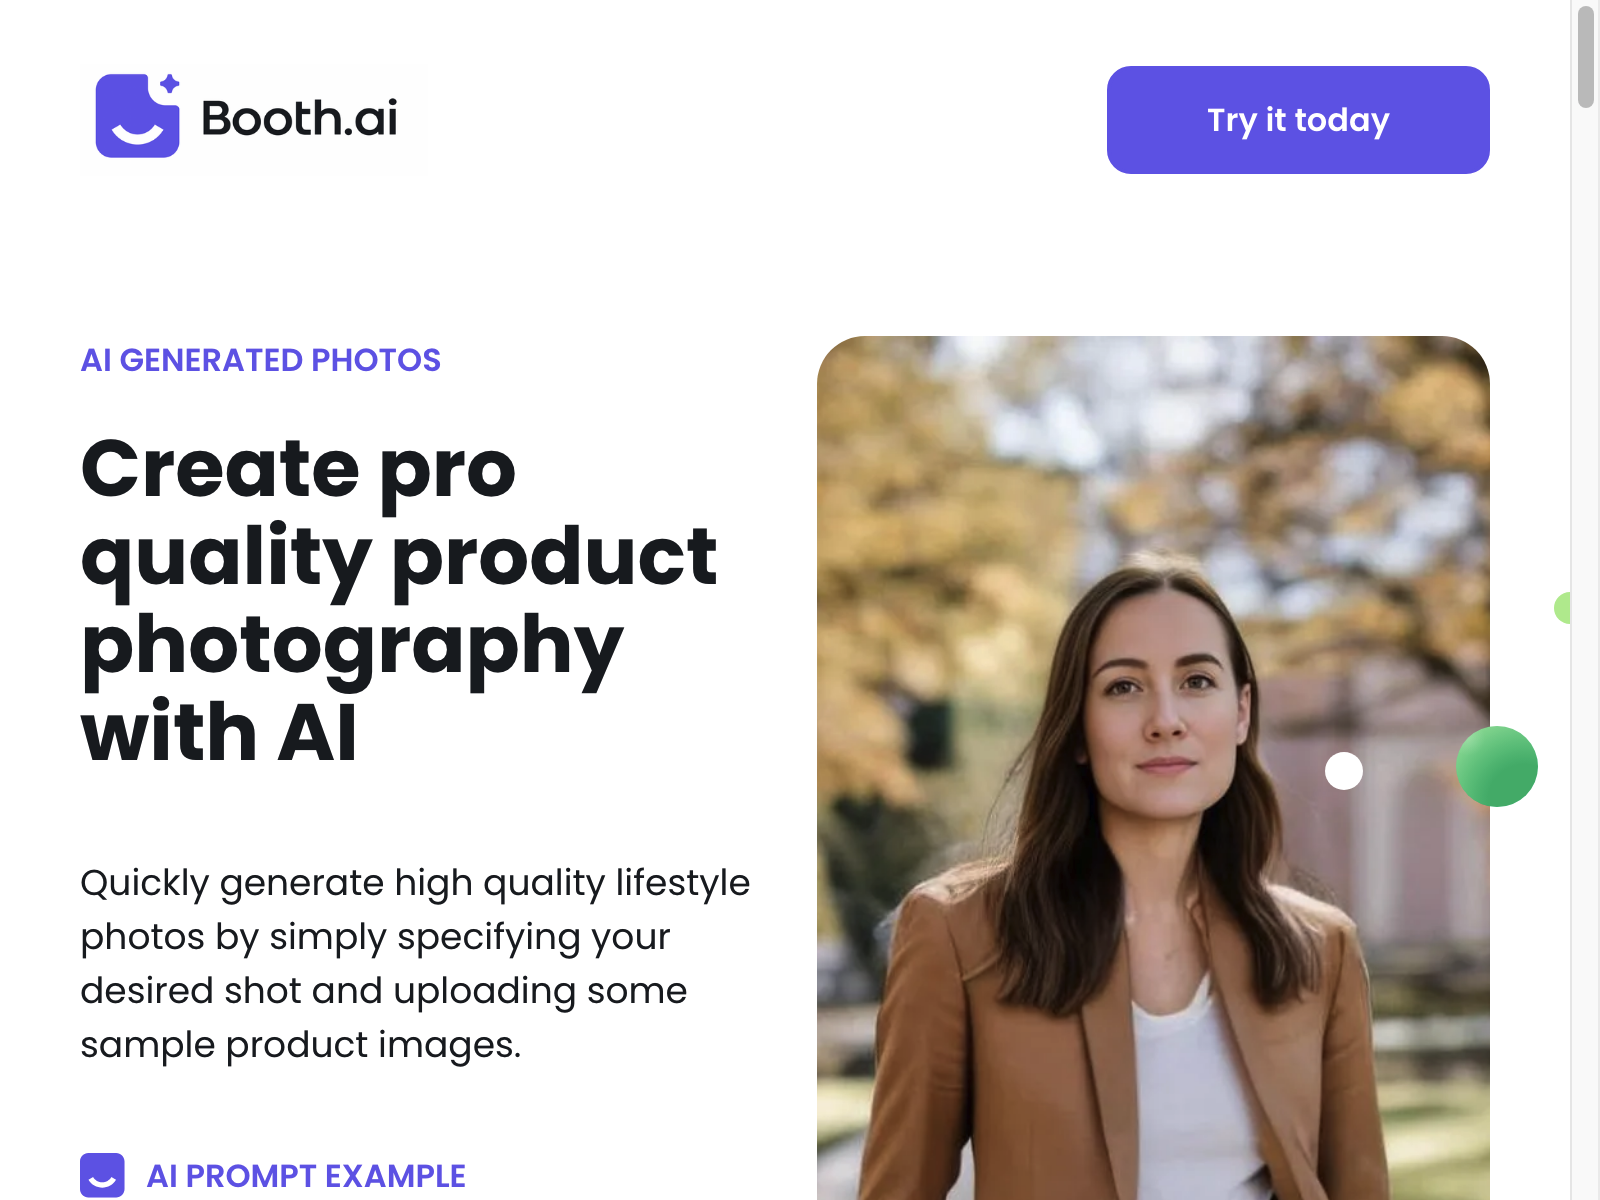 Booth.ai
Try it today
AI GENERATED PHOTOS
Create pro
quality product
photography
with AI
Quickly generate high quality lifestyle
photos by simply specifying your
desired shot and uploading some
sample product images.
AI PROMPT EXAMPLE